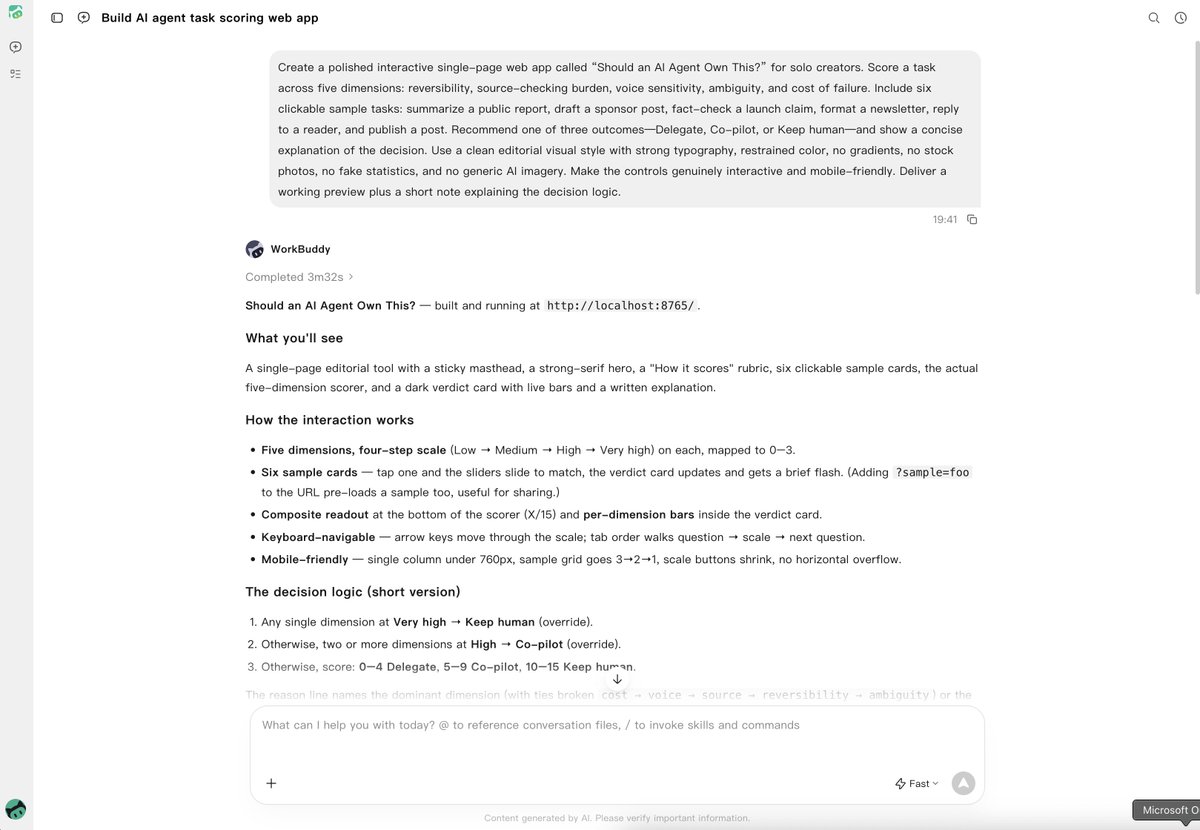 Build AI agent task scoring web app
Create a polished interactive single-page web app called “Should an AI Agent Own This?” for solo creators. Score a task
across five dimensions: reversibility, source-checking burden, voice sensitivity, ambiguity, and cost of failure. Include six
clickable sample tasks: summarize a public report, draft a sponsor post, fact-check a launch claim, format a newsletter, reply
to a reader, and publish a post. Recommend one of three outcomes—Delegate, Co-pilot, or Keep human—and show a concise
explanation of the decision. Use a clean editorial visual style with strong typography, restrained color, no gradients, no stock
photos, no fake statistics, and no generic AI imagery. Make the controls genuinely interactive and mobile-friendly. Deliver a
working preview plus a short note explaining the decision logic.
19:41
WorkBuddy
Completed 3m32s >
Should an AI Agent Own This? — built and running at http://localhost:8765/.
What you'll see
A single-page editorial tool with a sticky masthead, a strong-serif hero, a "How it scores" rubric, six clickable sample cards, the actual
five-dimension scorer, and a dark verdict card with live bars and a written explanation.
How the interaction works
• Five dimensions, four-step scale (Low → Medium → High → Very high) on each, mapped to 0–3.
• Six sample cards — tap one and the sliders slide to match, the verdict card updates and gets a brief flash. (Adding ?sample=foo
to the URL pre-loads a sample too, useful for sharing.)
• Composite readout at the bottom of the scorer (X/15) and per-dimension bars inside the verdict card.
• Keyboard-navigable — arrow keys move through the scale; tab order walks question → scale → next question.
• Mobile-friendly — single column under 760px, sample grid goes 3→2→1, scale buttons shrink, no horizontal overflow.
The decision logic (short version)
1. Any single dimension at Very high → Keep human (override).
2. Otherwise, two or more dimensions at High → Co-pilot (override).
3. Otherwise, score: 0–4 Delegate, 5–9 Co-pilot, 10–15 Keep human.
The reason line names the dominant dimension (with ties broken cost → voice → source → reversibility → ambiguity) or the
What can I help you with today? @ to reference conversation files, / to invoke skills and commands
Fast
Content generated by AI. Please verify important information.
Microsoft O